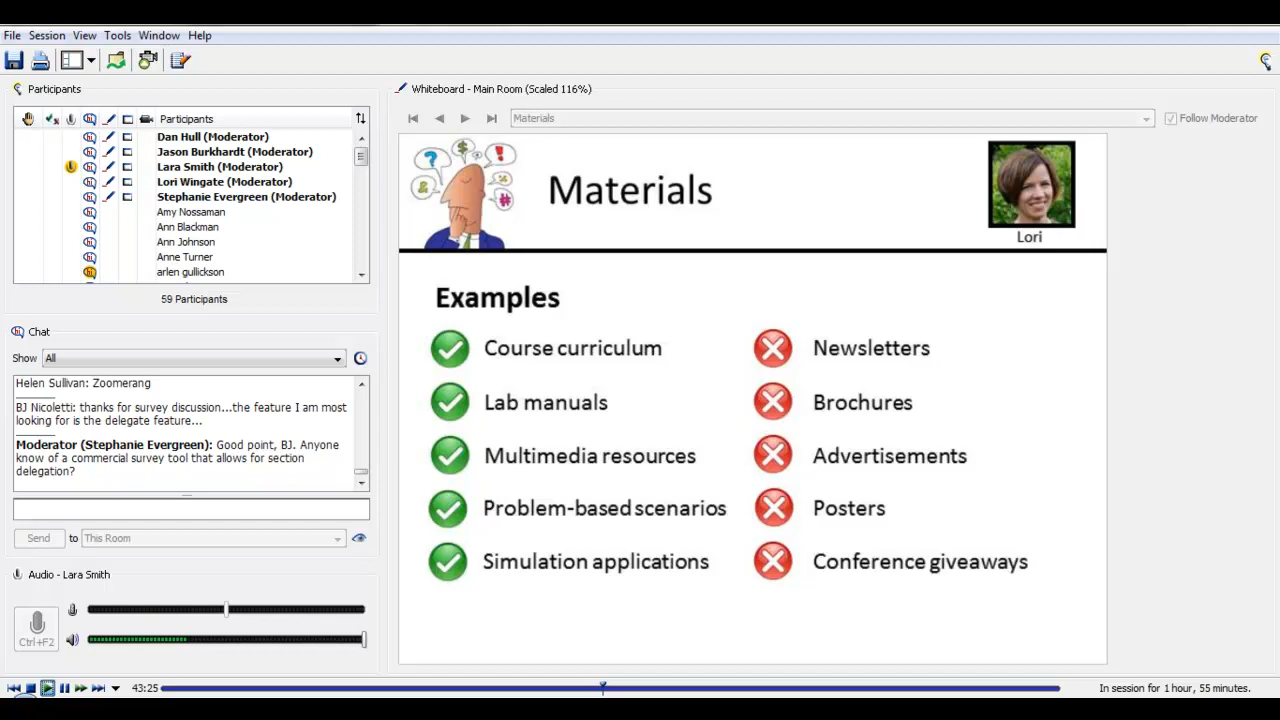 File Session View Tools Window Help
Participants
Participants
Dan Hull (Moderator)
Jason Burkhardt (Moderator)
Lara Smith (Moderator)
Lori Wingate (Moderator)
Stephanie Evergreen (Moderator)
Amy Nossaman
Ann Blackman
Ann Johnson
Anne Turner
arlen gullickson
59 Participants
Chat
Show All
Helen Sullivan: Zoomerang
BJ Nicoletti: thanks for survey discussion...the feature I am most
looking for is the delegate feature...
Moderator (Stephanie Evergreen): Good point, BJ. Anyone
know of a commercial survey tool that allows for section
delegation?
Send to This Room
Audio - Lara Smith
Ctrl+F2
Whiteboard - Main Room (Scaled 116%)
Materials Follow Moderator
? $ ! & % #
Materials
Lori
Examples
Course curriculum Newsletters
Lab manuals Brochures
Multimedia resources Advertisements
Problem-based scenarios Posters
Simulation applications Conference giveaways
43:25 In session for 1 hour, 55 minutes.